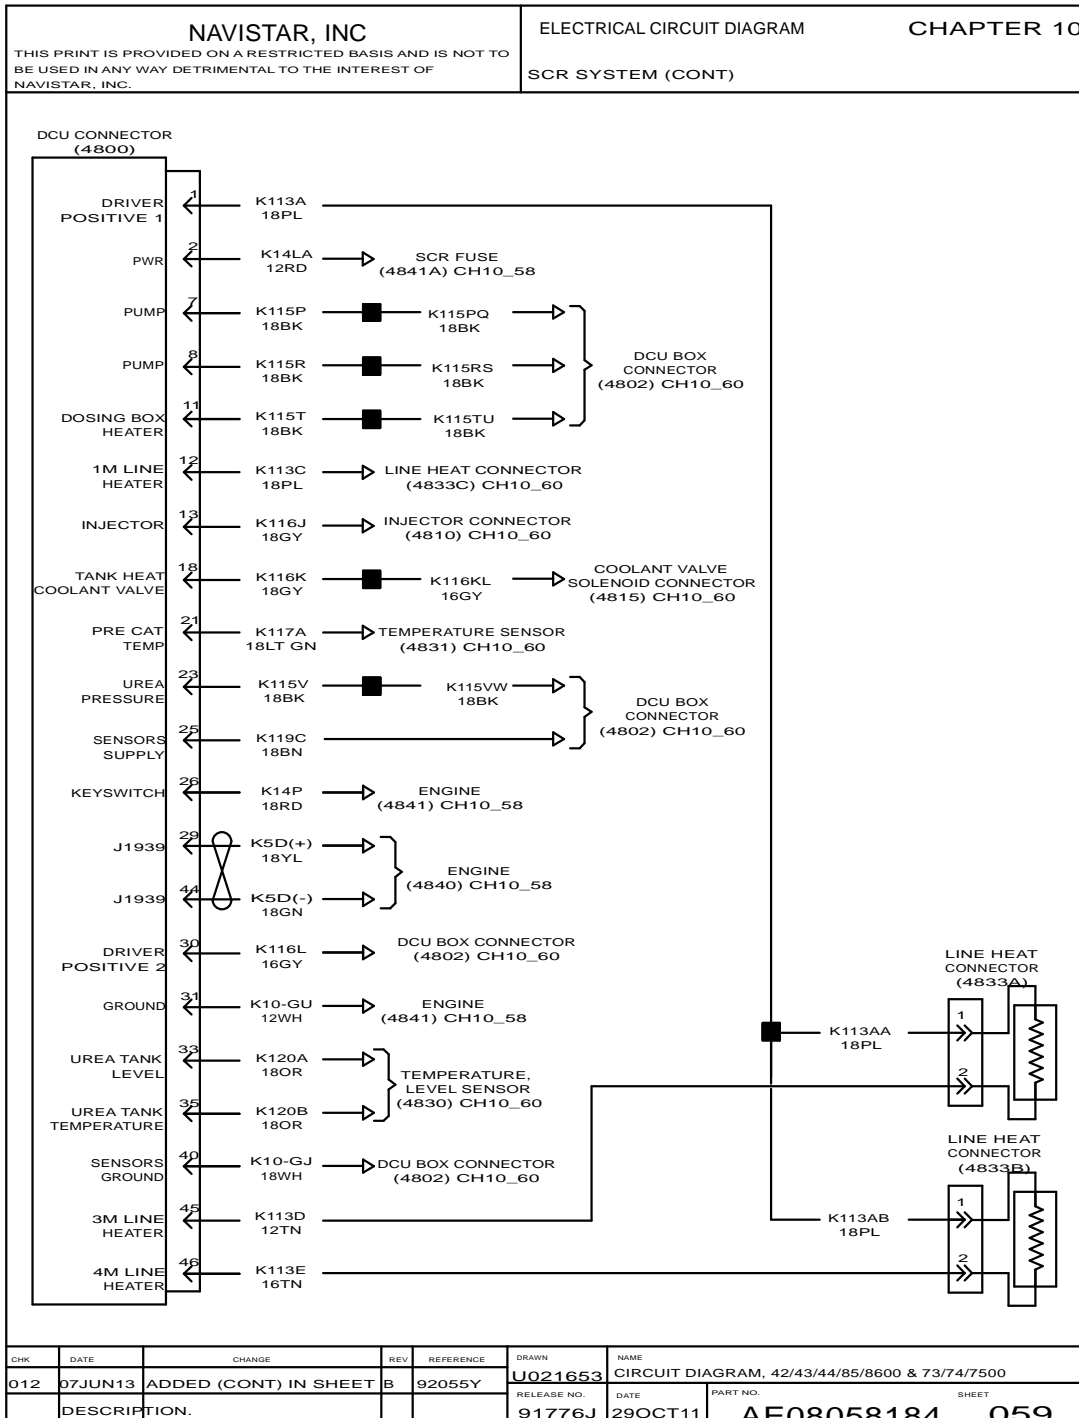 NAVISTAR, INC
THIS PRINT IS PROVIDED ON A RESTRICTED BASIS AND IS NOT TO
BE USED IN ANY WAY DETRIMENTAL TO THE INTEREST OF
NAVISTAR, INC.
ELECTRICAL CIRCUIT DIAGRAM
CHAPTER 10
SCR SYSTEM (CONT)
DCU CONNECTOR
(4800)
DRIVER
POSITIVE 1
1
K113A
18PL
PWR
2
K14LA
12RD
SCR FUSE
(4841A) CH10_58
PUMP
7
K115P
18BK
K115PQ
18BK
PUMP
8
K115R
18BK
K115RS
18BK
DCU BOX
CONNECTOR
(4802) CH10_60
DOSING BOX
HEATER
11
K115T
18BK
K115TU
18BK
1M LINE
HEATER
12
K113C
18PL
LINE HEAT CONNECTOR
(4833C) CH10_60
INJECTOR
13
K116J
18GY
INJECTOR CONNECTOR
(4810) CH10_60
TANK HEAT
COOLANT VALVE
18
K116K
18GY
K116KL
16GY
COOLANT VALVE
SOLENOID CONNECTOR
(4815) CH10_60
PRE CAT
TEMP
21
K117A
18LT GN
TEMPERATURE SENSOR
(4831) CH10_60
UREA
PRESSURE
23
K115V
18BK
K115VW
18BK
DCU BOX
CONNECTOR
(4802) CH10_60
SENSORS
SUPPLY
25
K119C
18BN
KEYSWITCH
26
K14P
18RD
ENGINE
(4841) CH10_58
J1939
29
K5D(+)
18YL
ENGINE
(4840) CH10_58
J1939
44
K5D(-)
18GN
DRIVER
POSITIVE 2
30
K116L
16GY
DCU BOX CONNECTOR
(4802) CH10_60
GROUND
31
K10-GU
12WH
ENGINE
(4841) CH10_58
UREA TANK
LEVEL
33
K120A
18OR
TEMPERATURE,
LEVEL SENSOR
(4830) CH10_60
UREA TANK
TEMPERATURE
35
K120B
18OR
SENSORS
GROUND
40
K10-GJ
18WH
DCU BOX CONNECTOR
(4802) CH10_60
3M LINE
HEATER
45
K113D
12TN
4M LINE
HEATER
46
K113E
16TN
LINE HEAT
CONNECTOR
(4833A)
K113AA
18PL
1
2
LINE HEAT
CONNECTOR
(4833B)
K113AB
18PL
1
2
CHK DATE CHANGE REV REFERENCE
012 07JUN13 ADDED (CONT) IN SHEET B 92055Y
DESCRIPTION.
DRAWN
U021653
NAME
CIRCUIT DIAGRAM, 42/43/44/85/8600 & 73/74/7500
RELEASE NO.
91776J
DATE
29OCT11
PART NO.
AF08058184
SHEET
059